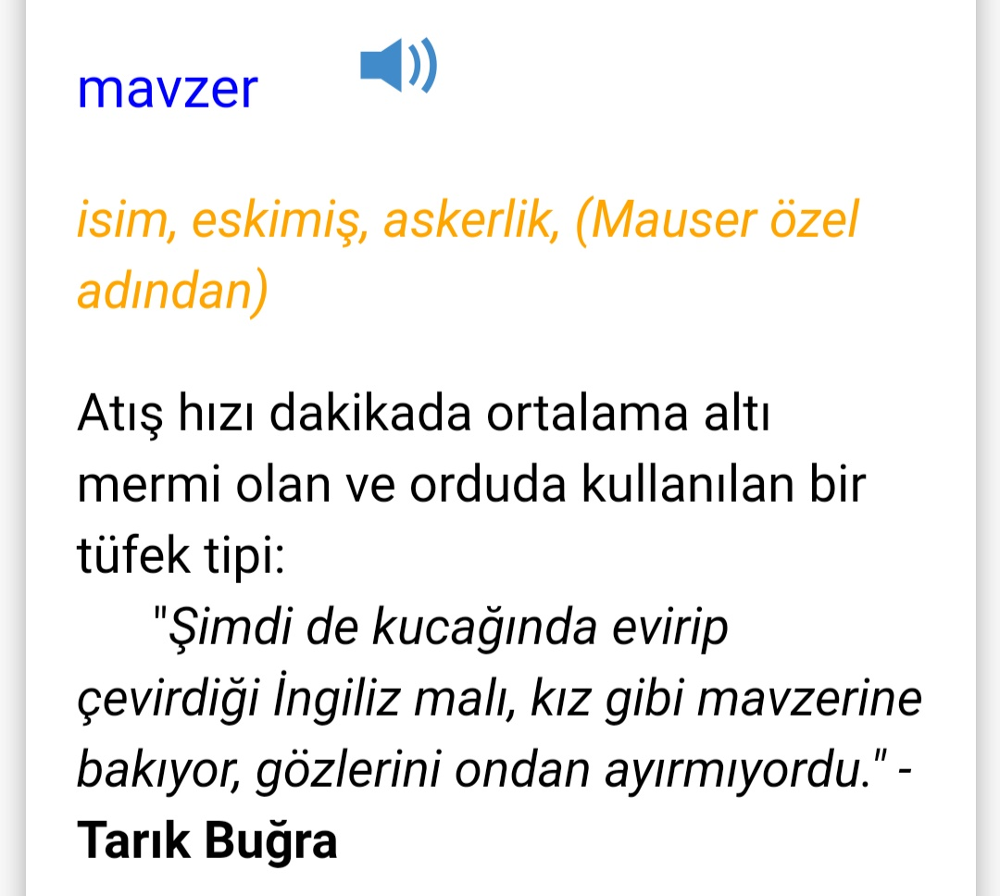 mavzer
isim, eskimiş, askerlik, (Mauser özel
adından)
Atış hızı dakikada ortalama altı
mermi olan ve orduda kullanılan bir
tüfek tipi:
"Şimdi de kucağında evirip
çevirdiği İngiliz malı, kız gibi mavzerine
bakıyor, gözlerini ondan ayırmıyordu." -
Tarık Buğra